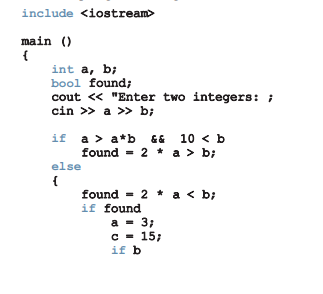 include <iostream>
main ()
{
int a, b;
bool found;
cout << "Enter two integers: ;
cin >> a >> b;
if a > a*b && 10 < b
found = 2 * a > b;
else
{
found = 2 * a < b;
if found
a = 3;
c = 15;
if b